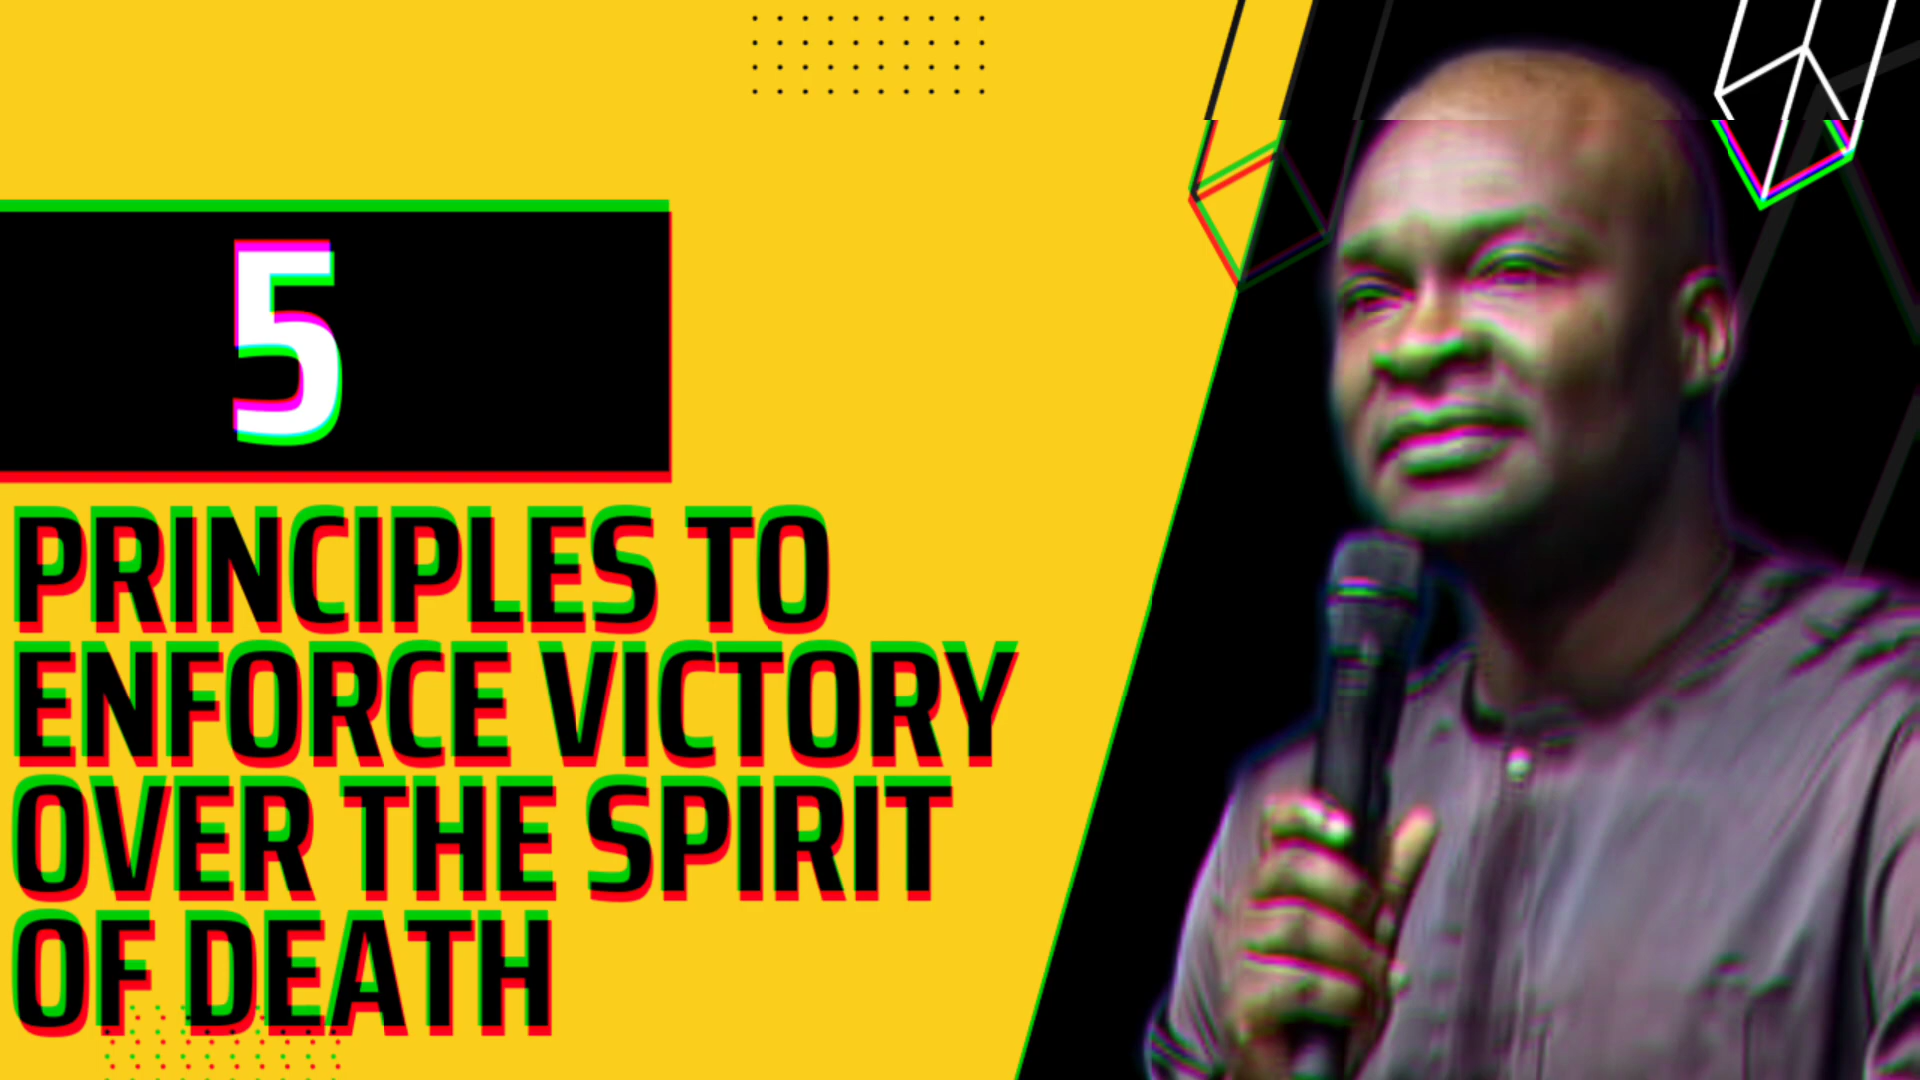 5
PRINCIPLES TO
ENFORCE VICTORY
OVER THE SPIRIT
OF DEATH